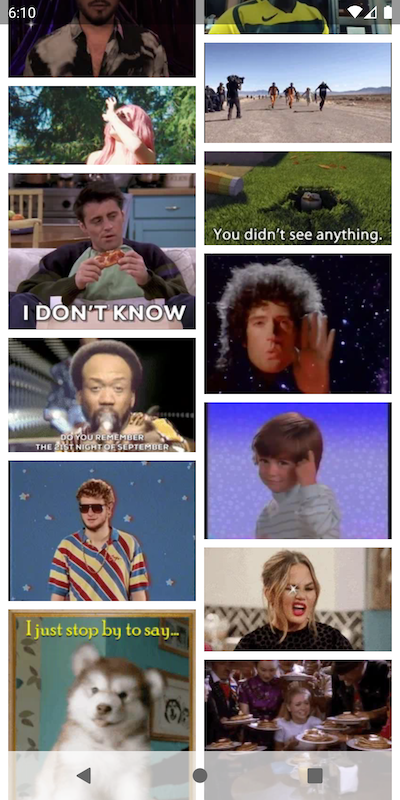 6:10
You didn't see anything.
I DON'T KNOW
DO YOU REMEMBER
THE 21ST NIGHT OF SEPTEMBER
I just stop by to say...